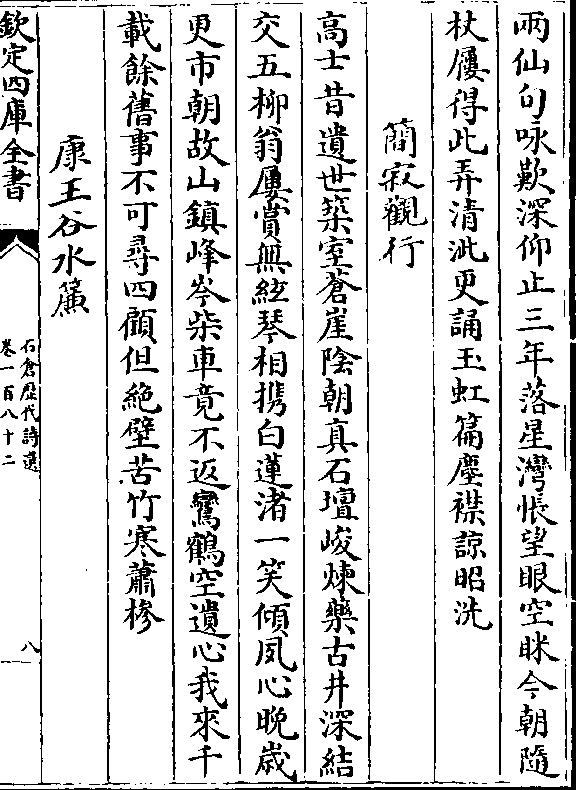 兩仙句咏歎深仰止三年落星灣悵望眼空眯今朝隨
杖屨得此弄清泚更誦玉虹篇塵襟諒昭洗
簡寂觀行
高士昔遺世築室蒼崖陰朝真石壇峻煉藥古井深結
交五柳翁屢賞無絃琴相携白蓮渚一笑傾夙心晚歳
更市朝故山鎮峰岑柴車竟不返鸞鶴空遺心我來千
載餘舊事不可尋四顧但絶壁苦竹寒蕭椮
康王谷水簾
欽定四庫全書
石倉歴代詩選
卷一百八十二
八